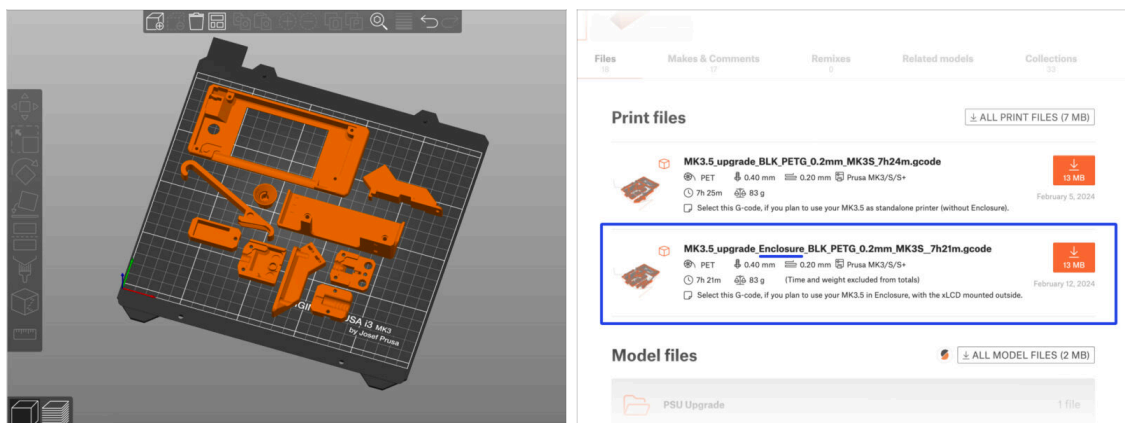 JSA i3 MK3
by Josef Prusa
Files
18
Makes & Comments
17
Remixes
0
Related models
Collections
Print files
ALL PRINT FILES (7 MB)
MK3.5_upgrade_BLK_PETG_0.2mm_MK3S_7h24m.gcode
PET 0.40 mm 0.20 mm Prusa MK3/S/S+
7h 25m 83 g
Select this G-code, if you plan to use your MK3.5 as standalone printer (without Enclosure).
13 MB
February 5, 2024
MK3.5_upgrade_Enclosure_BLK_PETG_0.2mm_MK3S__7h21m.gcode
PET 0.40 mm 0.20 mm Prusa MK3/S/S+
7h 21m 83 g (Time and weight excluded from totals)
Select this G-code, if you plan to use your MK3.5 in Enclosure, with the xLCD mounted outside.
13 MB
February 12, 2024
Model files
ALL MODEL FILES (2 MB)
PSU Upgrade
1 file